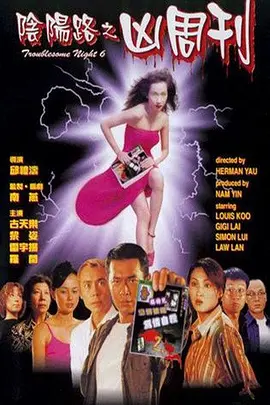 陰陽路之凶周刊
Troublesome Night 6
導演
邱禮濤
監製・編劇
南燕
主演
古天樂
黎姿
雷宇揚
羅蘭
directed by
HERMAN YAU
produced by
NAM YIN
starring
LOUIS KOO
GIGI LAI
SIMON LUI
LAW LAN